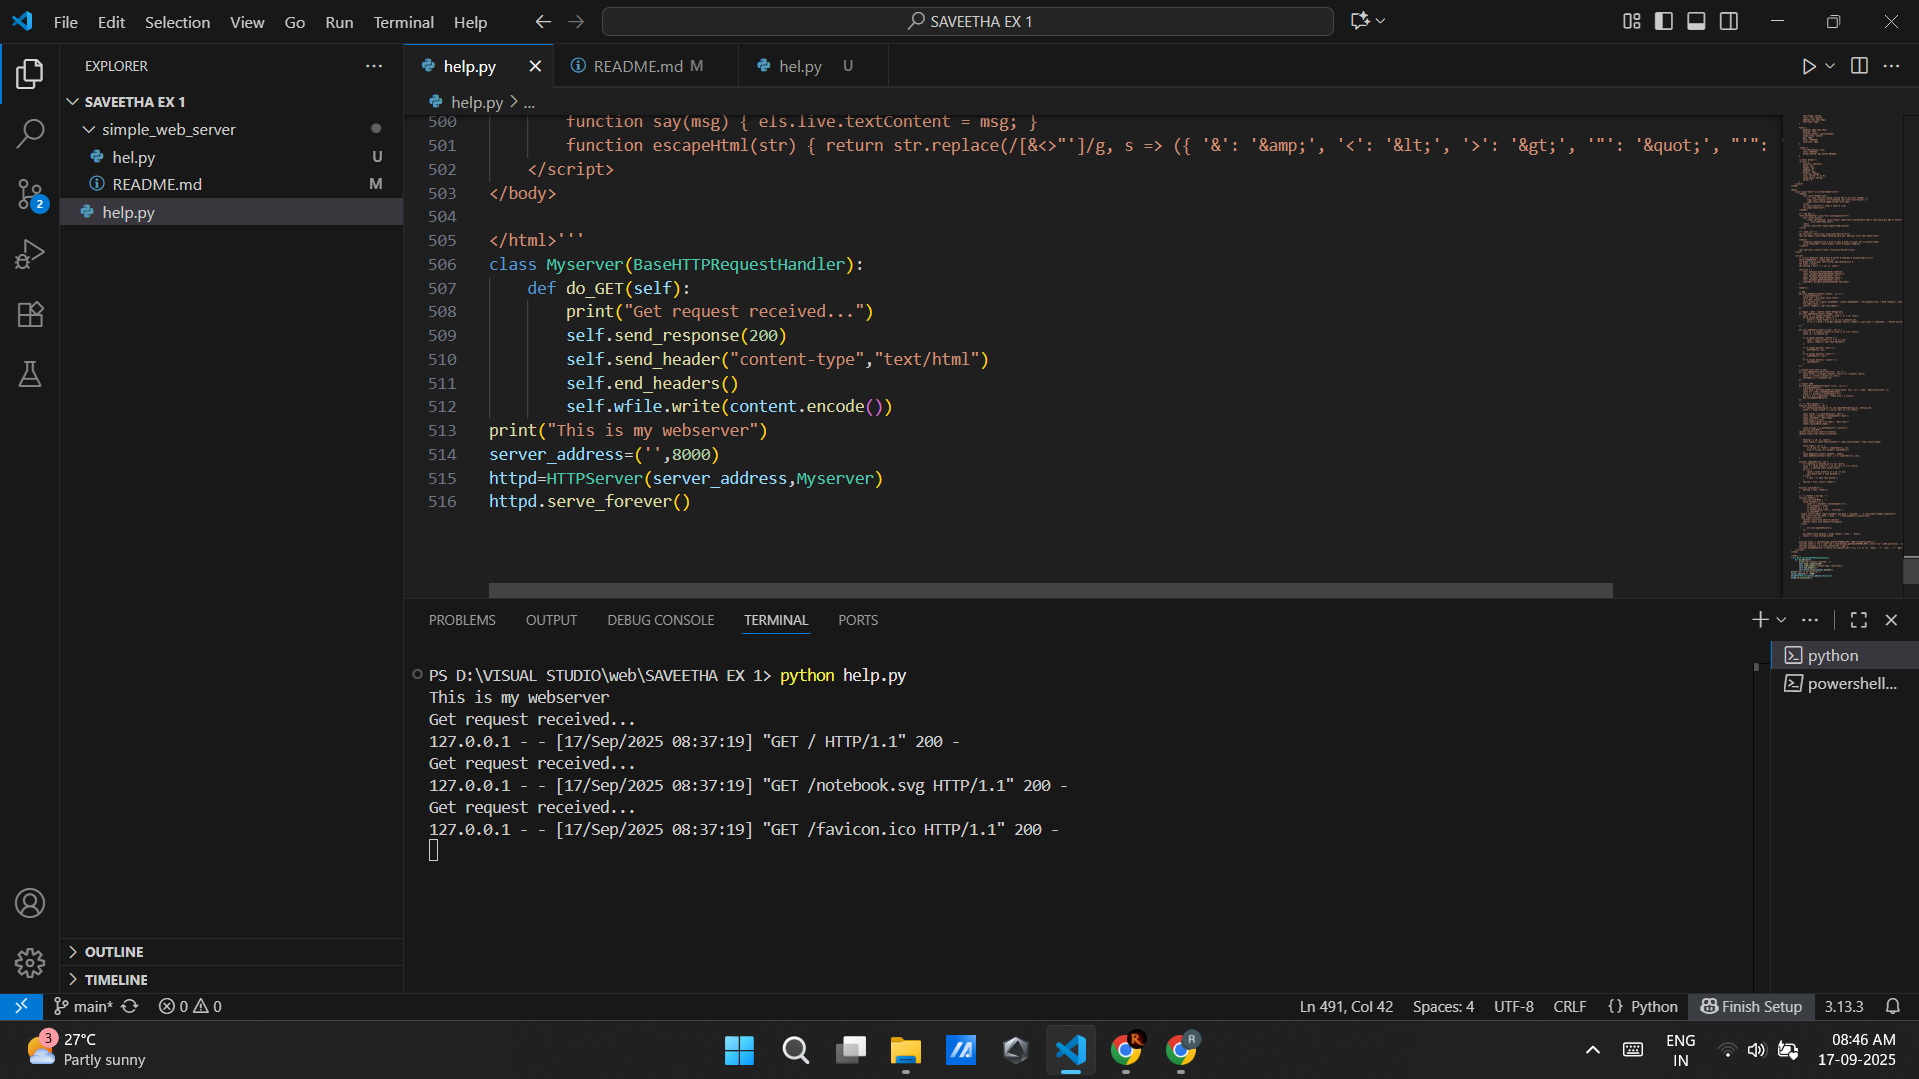 File Edit Selection View Go Run Terminal Help
SAVEETHA EX 1
EXPLORER
SAVEETHA EX 1
simple_web_server
hel.py U
README.md M
help.py
OUTLINE
TIMELINE
help.py
README.md M
hel.py U
help.py > ...
500 function say(msg) { els.live.textContent = msg; }
501 function escapeHtml(str) { return str.replace(/[&<>"']/g, s => ({ '&': '&amp;', '<': '&lt;', '>': '&gt;', '"': '&quot;', "'":
502 </script>
503 </body>
504
505 </html>'''
506 class Myserver(BaseHTTPRequestHandler):
507 def do_GET(self):
508 print("Get request received...")
509 self.send_response(200)
510 self.send_header("content-type","text/html")
511 self.end_headers()
512 self.wfile.write(content.encode())
513 print("This is my webserver")
514 server_address=('',8000)
515 httpd=HTTPServer(server_address,Myserver)
516 httpd.serve_forever()
PROBLEMS OUTPUT DEBUG CONSOLE TERMINAL PORTS
PS D:\VISUAL STUDIO\web\SAVEETHA EX 1> python help.py
This is my webserver
Get request received...
127.0.0.1 - - [17/Sep/2025 08:37:19] "GET / HTTP/1.1" 200 -
Get request received...
127.0.0.1 - - [17/Sep/2025 08:37:19] "GET /notebook.svg HTTP/1.1" 200 -
Get request received...
127.0.0.1 - - [17/Sep/2025 08:37:19] "GET /favicon.ico HTTP/1.1" 200 -
python
powershell...
2
main* 0 0
Ln 491, Col 42 Spaces: 4 UTF-8 CRLF {} Python Finish Setup 3.13.3
3
27°C
Partly sunny
ENG
IN
08:46 AM
17-09-2025